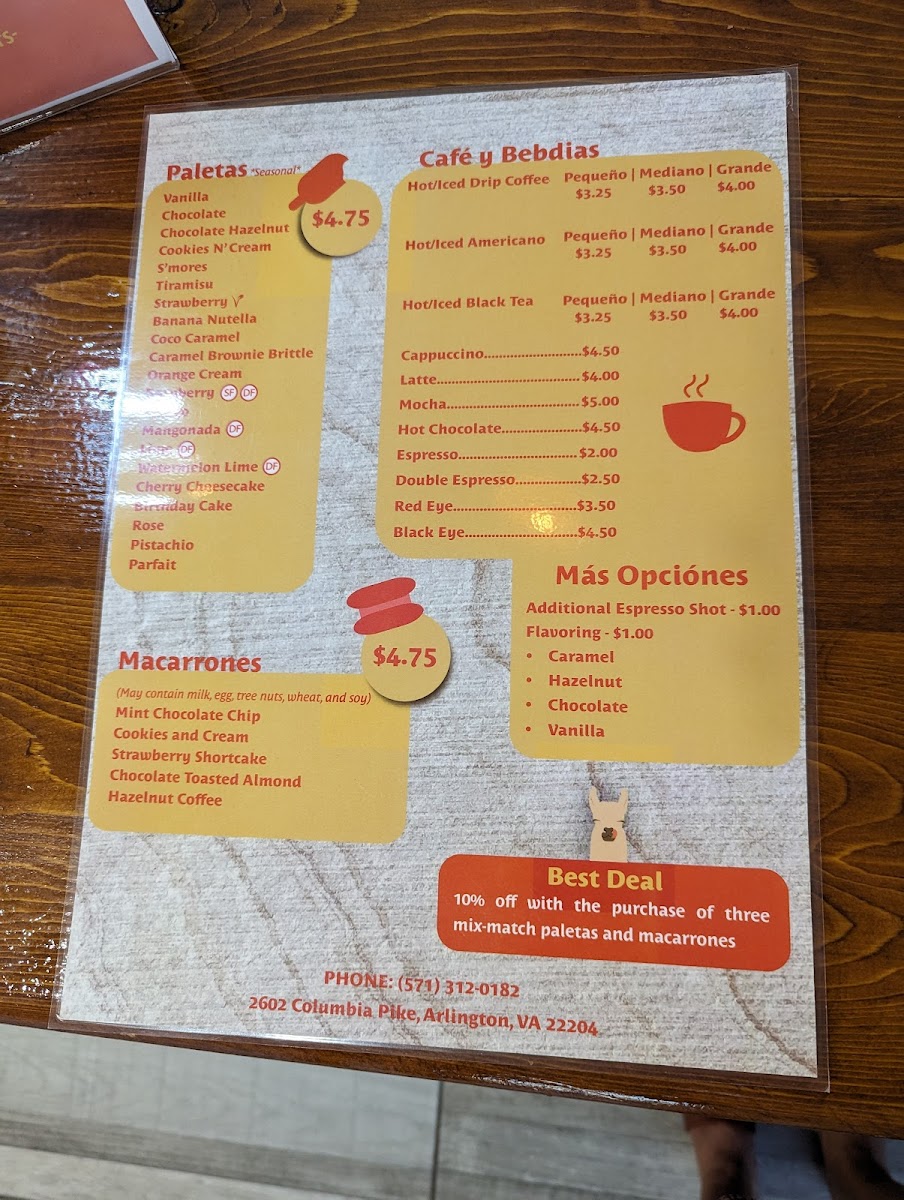 Paletas *Seasonal*
$4.75
Vanilla
Chocolate
Chocolate Hazelnut
Cookies N' Cream
S'mores
Tiramisu
Strawberry
Banana Nutella
Coco Caramel
Caramel Brownie Brittle
Orange Cream
SF DF
Mangonada DF
DF
Watermelon Lime DF
Cherry Cheesecake
Birthday Cake
Rose
Pistachio
Parfait
Macarrones
$4.75
(May contain milk, egg, tree nuts, wheat, and soy)
Mint Chocolate Chip
Cookies and Cream
Strawberry Shortcake
Chocolate Toasted Almond
Hazelnut Coffee
Café y Bebdias
Hot/Iced Drip Coffee Pequeño | Mediano | Grande
$3.25 $3.50 $4.00
Hot/Iced Americano Pequeño | Mediano | Grande
$3.25 $3.50 $4.00
Hot/Iced Black Tea Pequeño | Mediano | Grande
$3.25 $3.50 $4.00
Cappuccino..........................$4.50
Latte......................................$4.00
Mocha...................................$5.00
Hot Chocolate.....................$4.50
Espresso................................$2.00
Double Espresso.................$2.50
Red Eye.................................$3.50
Black Eye..............................$4.50
Más Opciónes
Additional Espresso Shot - $1.00
Flavoring - $1.00
• Caramel
• Hazelnut
• Chocolate
• Vanilla
Best Deal
10% off with the purchase of three
mix-match paletas and macarrones
PHONE: (571) 312-0182
2602 Columbia Pike, Arlington, VA 22204